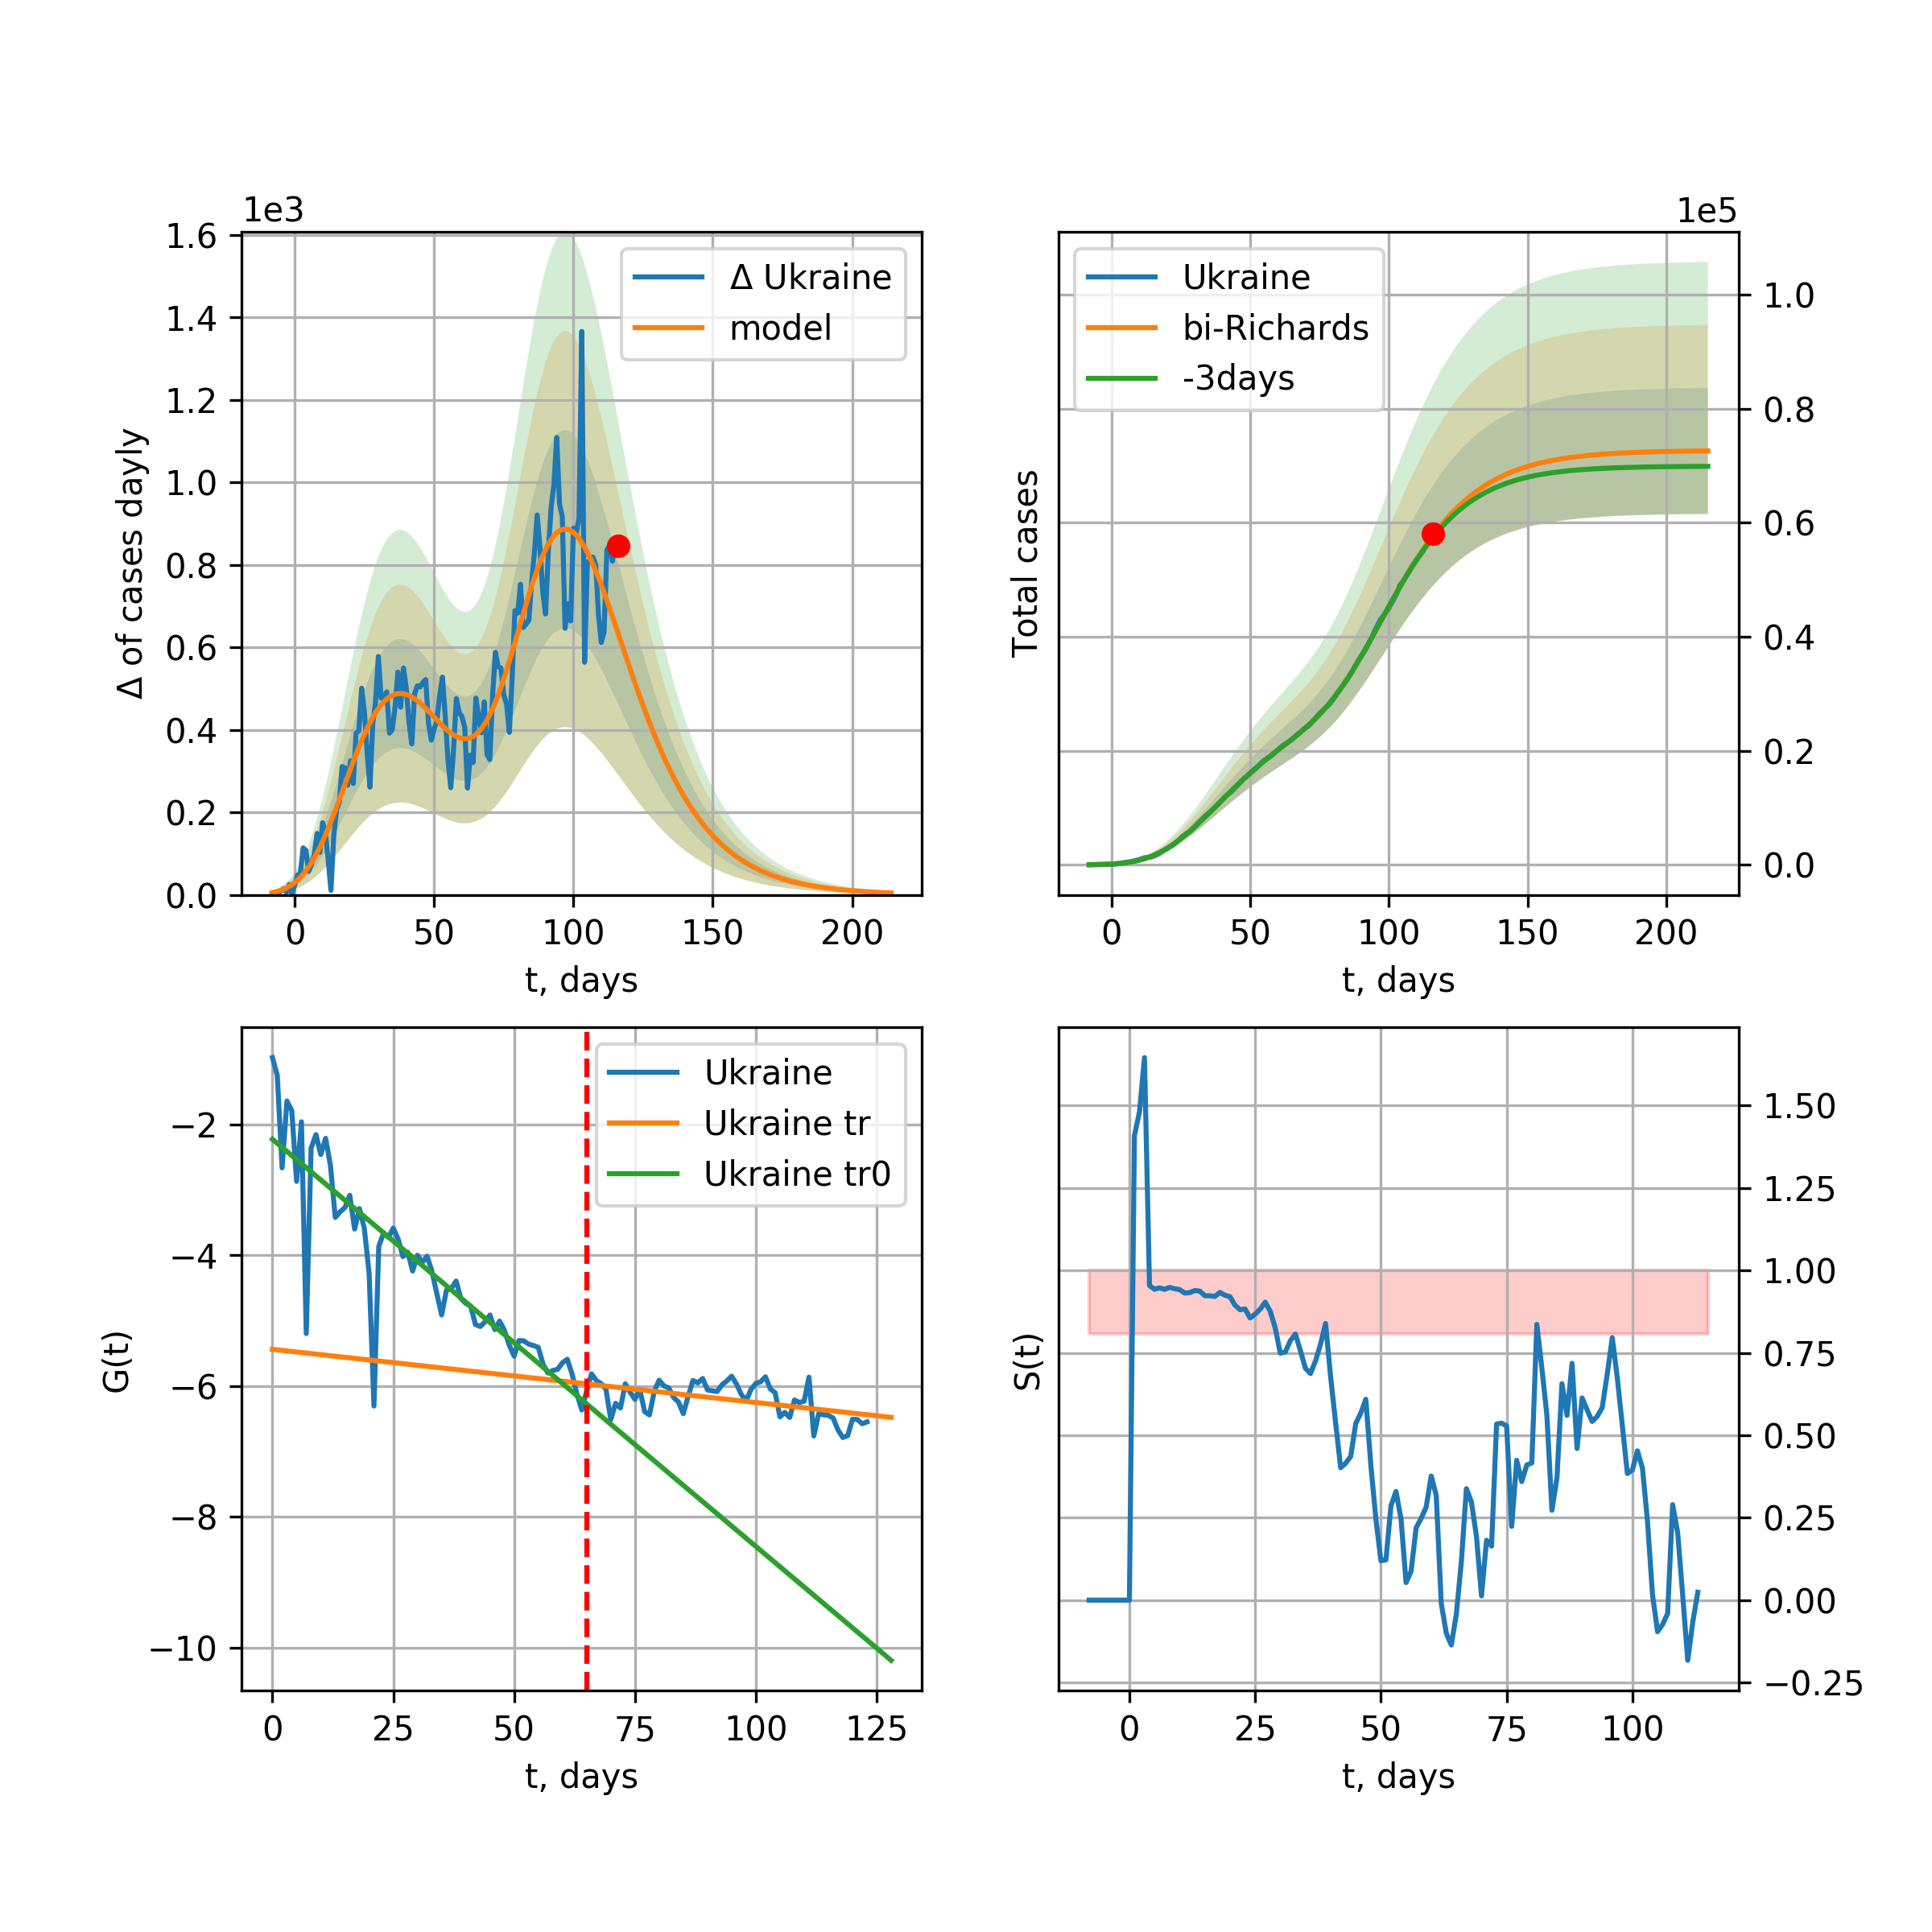 1e3
1.6
1.4
1.2
1.0
0.8
0.6
0.4
0.2
0.0
Δ of cases dayly
Δ Ukraine
model
0 50 100 150 200
t, days
1e5
Ukraine
bi-Richards
-3days
Total cases
1.0
0.8
0.6
0.4
0.2
0.0
0 50 100 150 200
t, days
G(t)
−2
−4
−6
−8
−10
Ukraine
Ukraine tr
Ukraine tr0
0 25 50 75 100 125
t, days
S(t)
1.50
1.25
1.00
0.75
0.50
0.25
0.00
−0.25
0 25 50 75 100
t, days